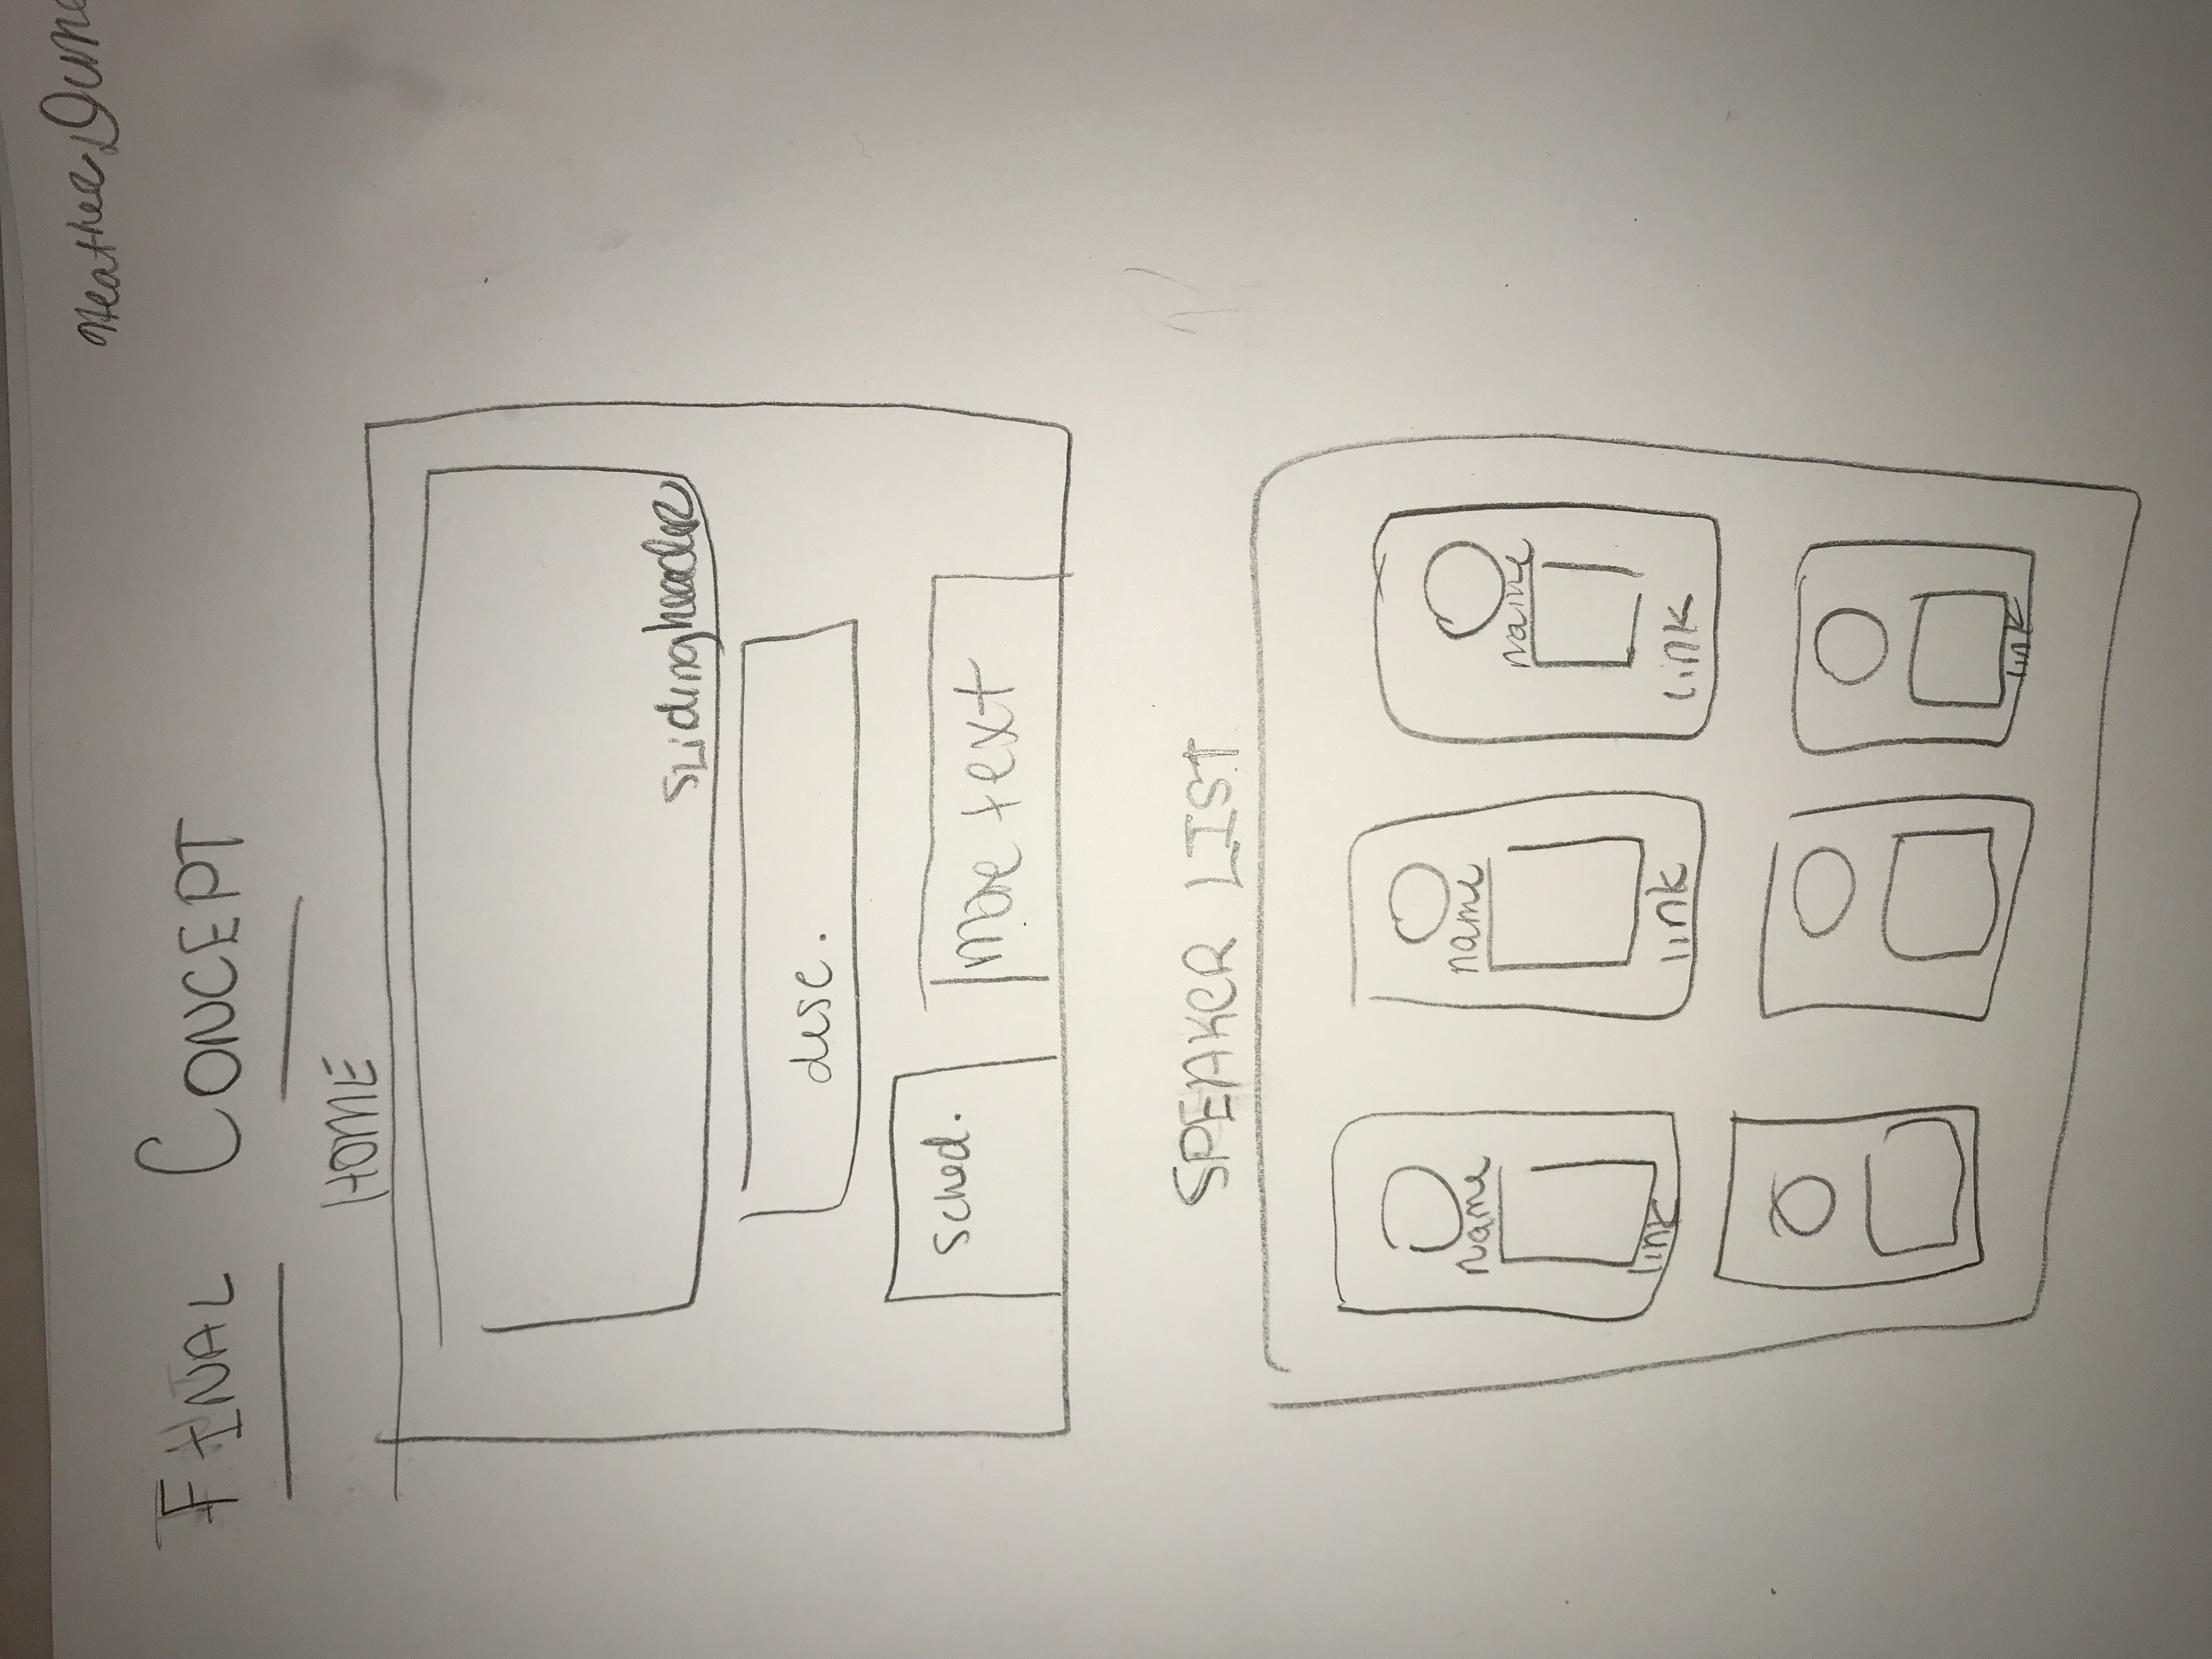 Heather
FINAL CONCEPT
HOME
Slidingheader
desc.
Sched.
more text
SPEAKER LIST
name name name
link link link
link